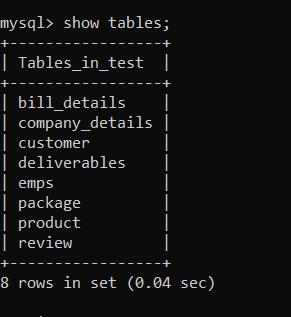 mysql> show tables;
+-----------------+
| Tables_in_test  |
+-----------------+
| bill_details    |
| company_details |
| customer        |
| deliverables    |
| emps            |
| package         |
| product         |
| review          |
+-----------------+
8 rows in set (0.04 sec)